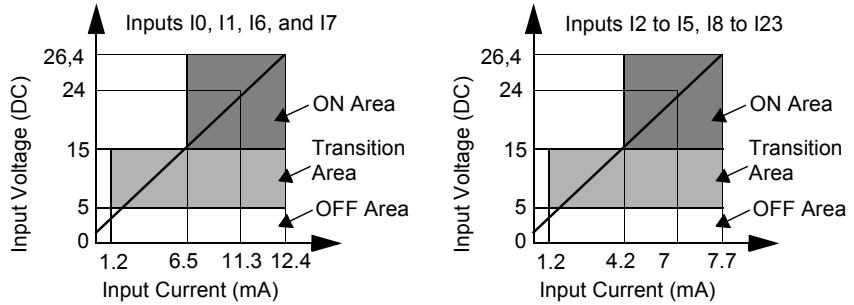 Inputs I0, I1, I6, and I7
26,4
24
15
5
0
Input Voltage (DC)
ON Area
Transition
Area
OFF Area
1.2 6.5 11.3 12.4
Input Current (mA)
Inputs I2 to I5, I8 to I23
26,4
24
15
5
0
Input Voltage (DC)
ON Area
Transition
Area
OFF Area
1.2 4.2 7 7.7
Input Current (mA)